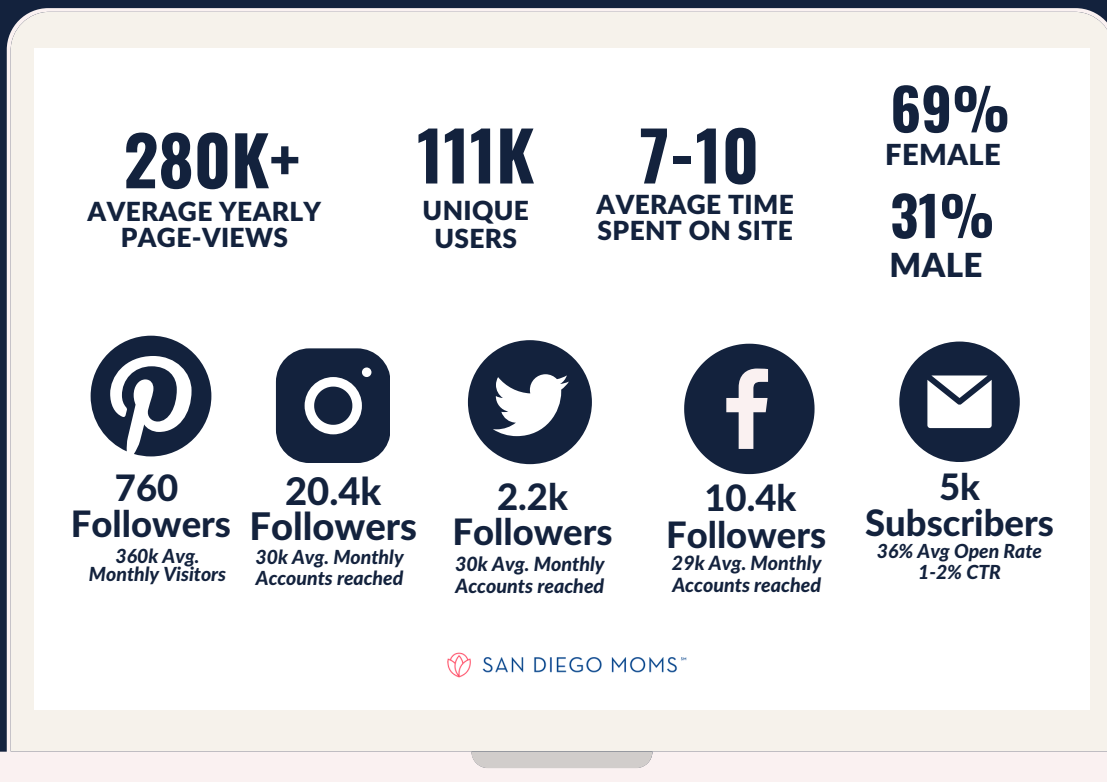 280K+
AVERAGE YEARLY
PAGE-VIEWS
111K
UNIQUE
USERS
7-10
AVERAGE TIME
SPENT ON SITE
69%
FEMALE
31%
MALE
760
Followers
360k Avg.
Monthly Visitors
20.4k
Followers
30k Avg. Monthly
Accounts reached
2.2k
Followers
30k Avg. Monthly
Accounts reached
10.4k
Followers
29k Avg. Monthly
Accounts reached
5k
Subscribers
36% Avg Open Rate
1-2% CTR
SAN DIEGO MOMS℠